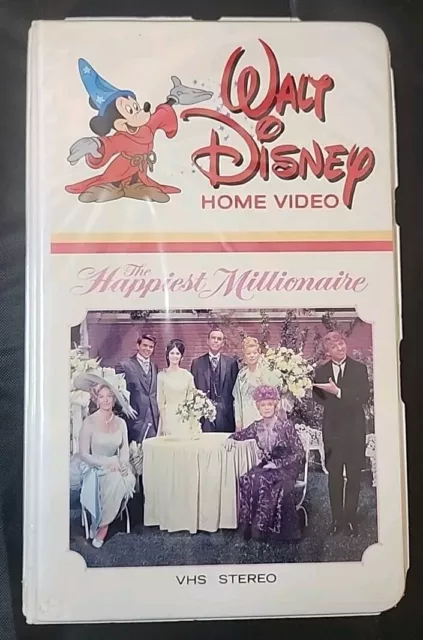 WALT
DISNEY
HOME VIDEO
The
Happiest Millionaire
VHS STEREO